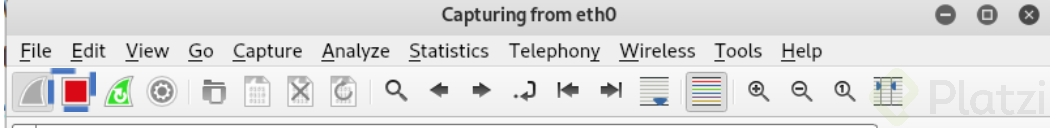 Capturing from eth0
File Edit View Go Capture Analyze Statistics Telephony Wireless Tools Help
Platzi